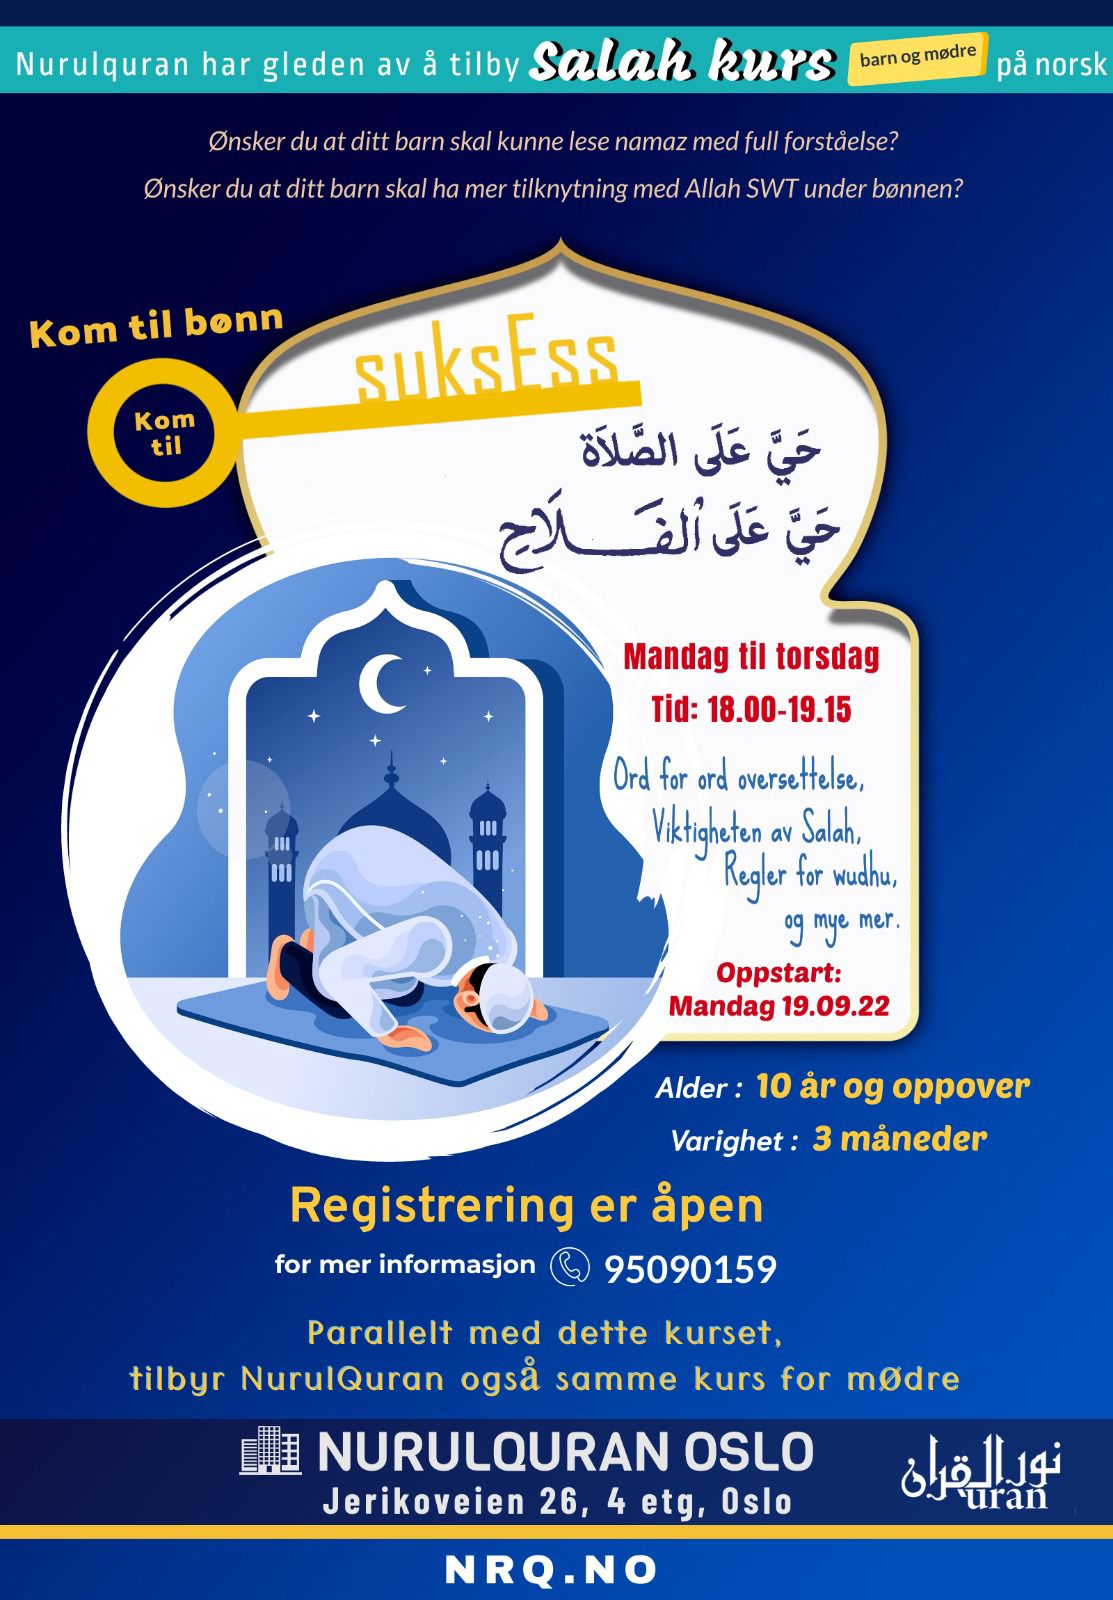 Nurulquran har gleden av å tilby Salah kurs barn og mødre på norsk
Ønsker du at ditt barn skal kunne lese namaz med full forståelse?
Ønsker du at ditt barn skal ha mer tilknytning med Allah SWT under bønnen?
Kom til bønn
suksEss
Kom
til
حَيَّ عَلَى الصَّلَاة
حَيَّ عَلَى الفَلَاحِ
Mandag til torsdag
Tid: 18.00-19.15
Ord for ord oversettelse,
Viktigheten av Salah,
Regler for wudhu,
og mye mer.
Oppstart:
Mandag 19.09.22
Alder : 10 år og oppover
Varighet : 3 måneder
Registrering er åpen
for mer informasjon 95090159
Parallelt med dette kurset,
tilbyr NurulQuran også samme kurs for mødre
NURULQURAN OSLO
Jerikoveien 26, 4 etg, Oslo
نور القران
uran
NRQ.NO